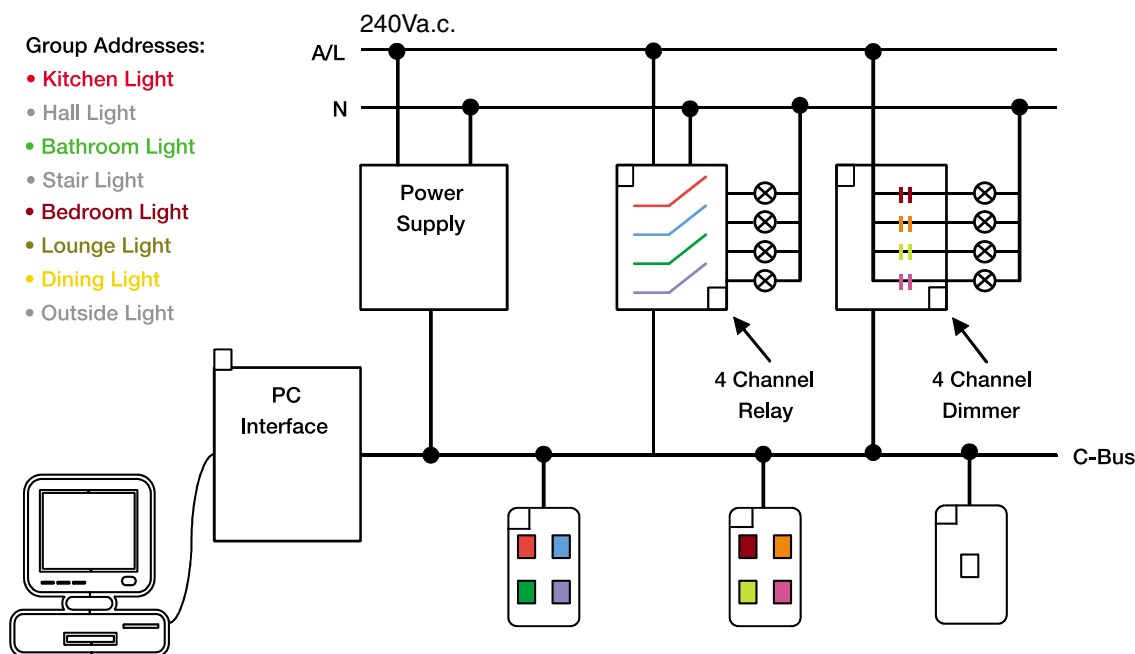 240Va.c.
Group Addresses:
A/L
• Kitchen Light
• Hall Light
N
• Bathroom Light
• Stair Light
• Bedroom Light
• Lounge Light
• Dining Light
• Outside Light
Power
Supply
4 Channel
Relay
4 Channel
Dimmer
PC
Interface
C-Bus